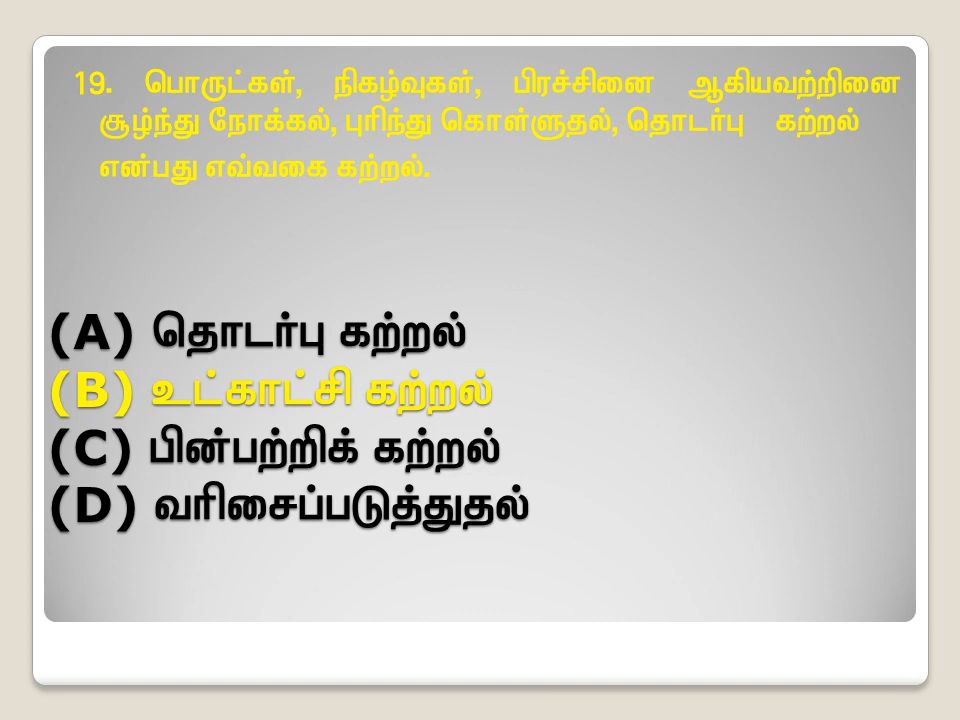 19. பொருட்கள், நிகழ்வுகள், பிரச்சினை ஆகியவற்றினை
சூழ்ந்து நோக்கல், புரிந்து கொள்ளுதல், தொடர்பு கற்றல்
என்பது எவ்வகை கற்றல்.
(A) தொடர்பு கற்றல்
(B) உட்காட்சி கற்றல்
(C) பின்பற்றிக் கற்றல்
(D) வரிசைப்படுத்துதல்